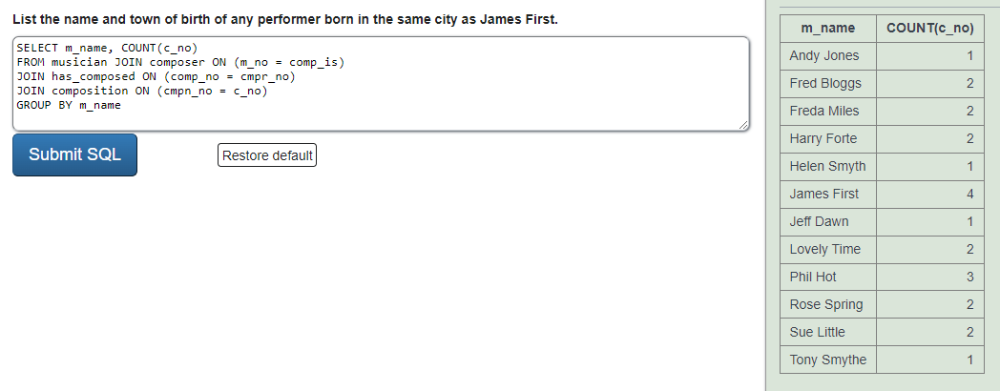 List the name and town of birth of any performer born in the same city as James First.
SELECT m_name, COUNT(c_no)
FROM musician JOIN composer ON (m_no = comp_is)
JOIN has_composed ON (comp_no = cmpr_no)
JOIN composition ON (cmpn_no = c_no)
GROUP BY m_name
Submit SQL
Restore default
m_name COUNT(c_no)
Andy Jones 1
Fred Bloggs 2
Freda Miles 2
Harry Forte 2
Helen Smyth 1
James First 4
Jeff Dawn 1
Lovely Time 2
Phil Hot 3
Rose Spring 2
Sue Little 2
Tony Smythe 1